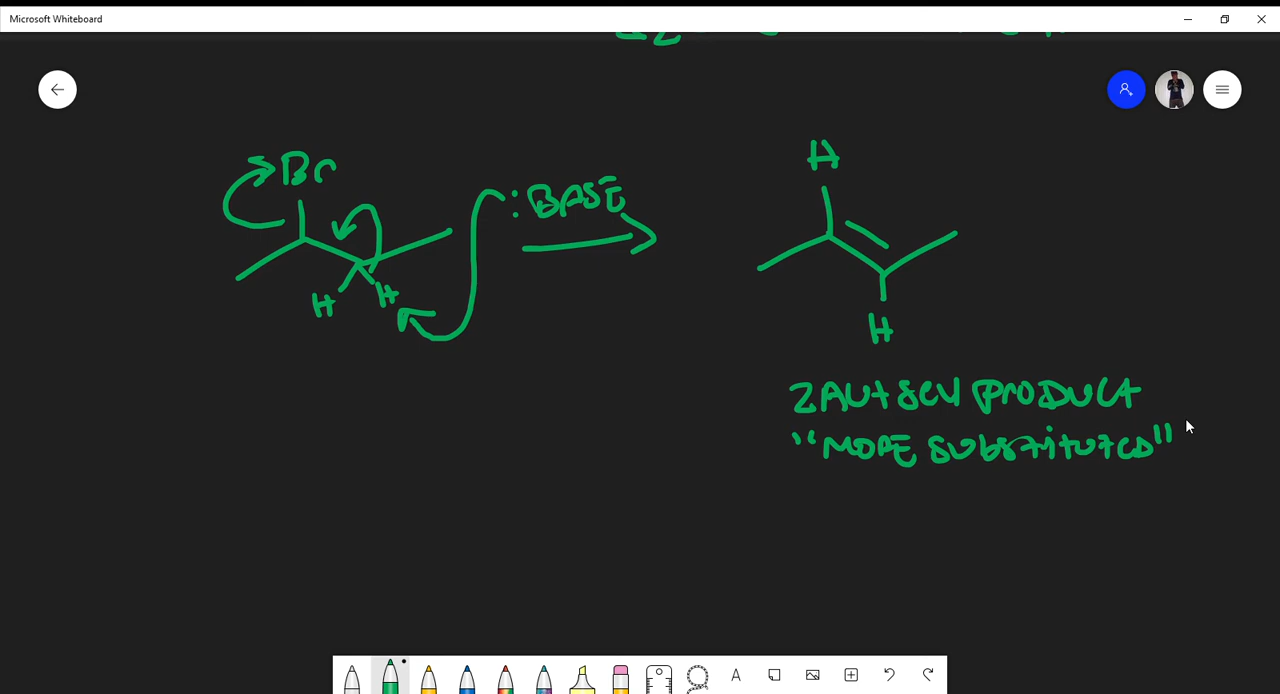 Microsoft Whiteboard
Br
:BASE
H
H
H
H
ZAITSEV PRODUCT
"MORE SUBSTITUTED"
A